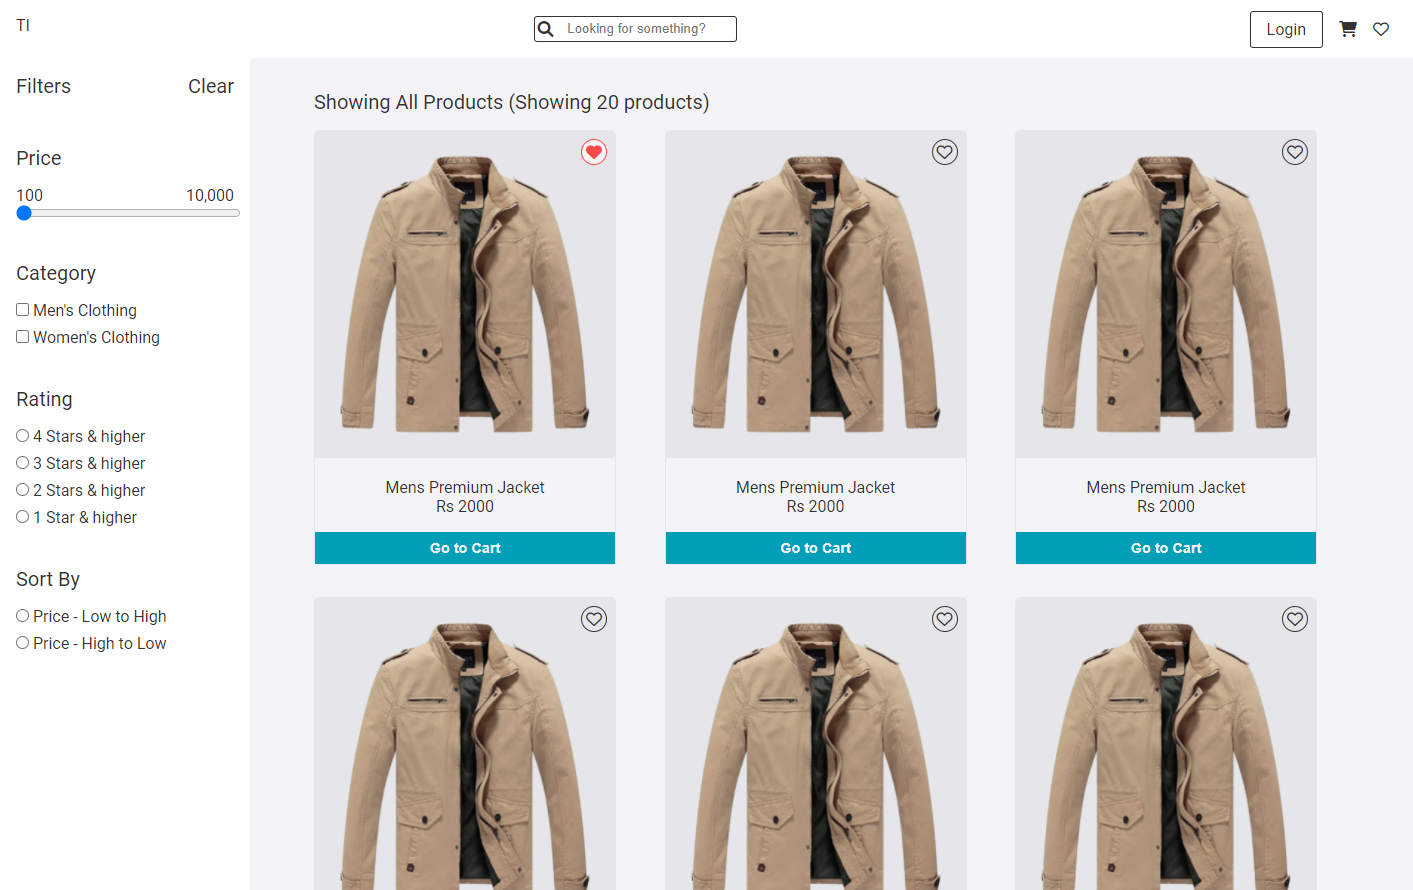 TI
Looking for something?
Login
Filters
Clear
Price
100
10,000
Category
Men's Clothing
Women's Clothing
Rating
4 Stars & higher
3 Stars & higher
2 Stars & higher
1 Star & higher
Sort By
Price - Low to High
Price - High to Low
Showing All Products (Showing 20 products)
Mens Premium Jacket
Rs 2000
Go to Cart
Mens Premium Jacket
Rs 2000
Go to Cart
Mens Premium Jacket
Rs 2000
Go to Cart